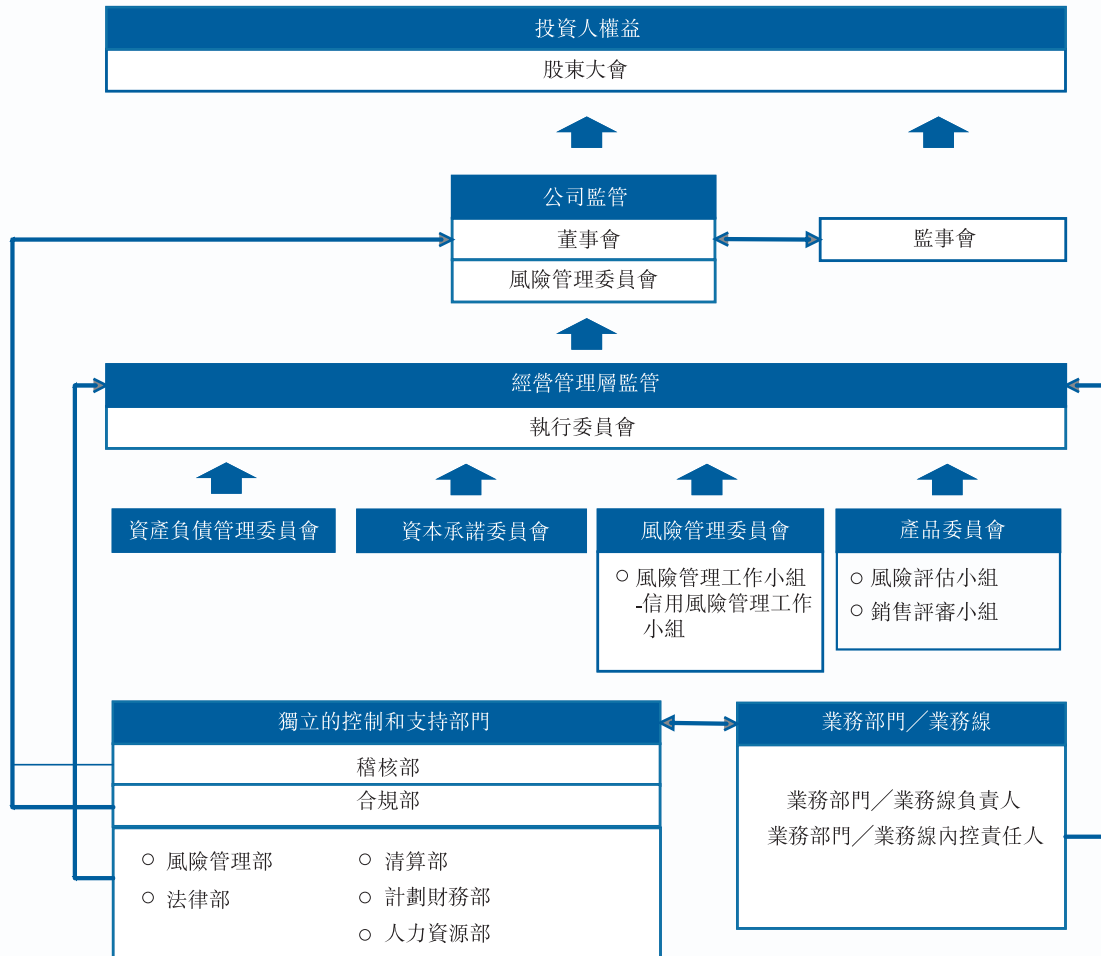 投資人權益
股東大會
公司監管
董事會
風險管理委員會
監事會
經營管理層監管
執行委員會
資產負債管理委員會
資本承諾委員會
風險管理委員會
○ 風險管理工作小組
-信用風險管理工作
小組
產品委員會
○ 風險評估小組
○ 銷售評審小組
獨立的控制和支持部門
稽核部
合規部
○ 風險管理部
○ 法律部
○ 清算部
○ 計劃財務部
○ 人力資源部
業務部門╱業務線
業務部門╱業務線負責人
業務部門╱業務線內控責任人